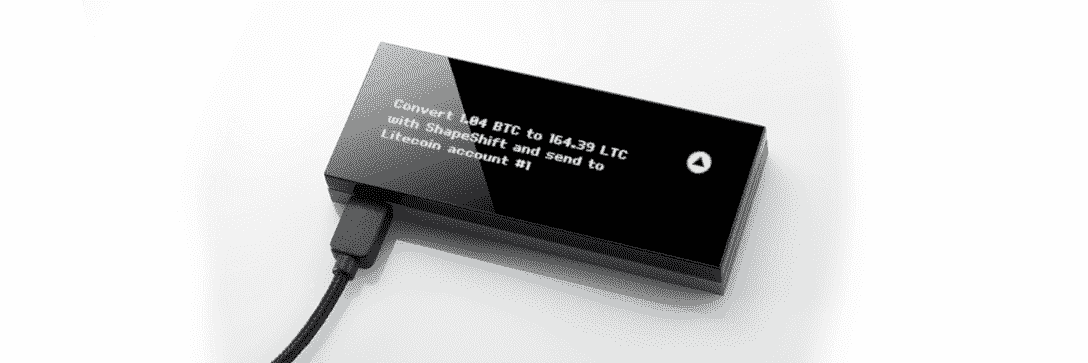 Convert 1.04 BTC to 164.39 LTC
with ShapeShift and send to
Litecoin account #1